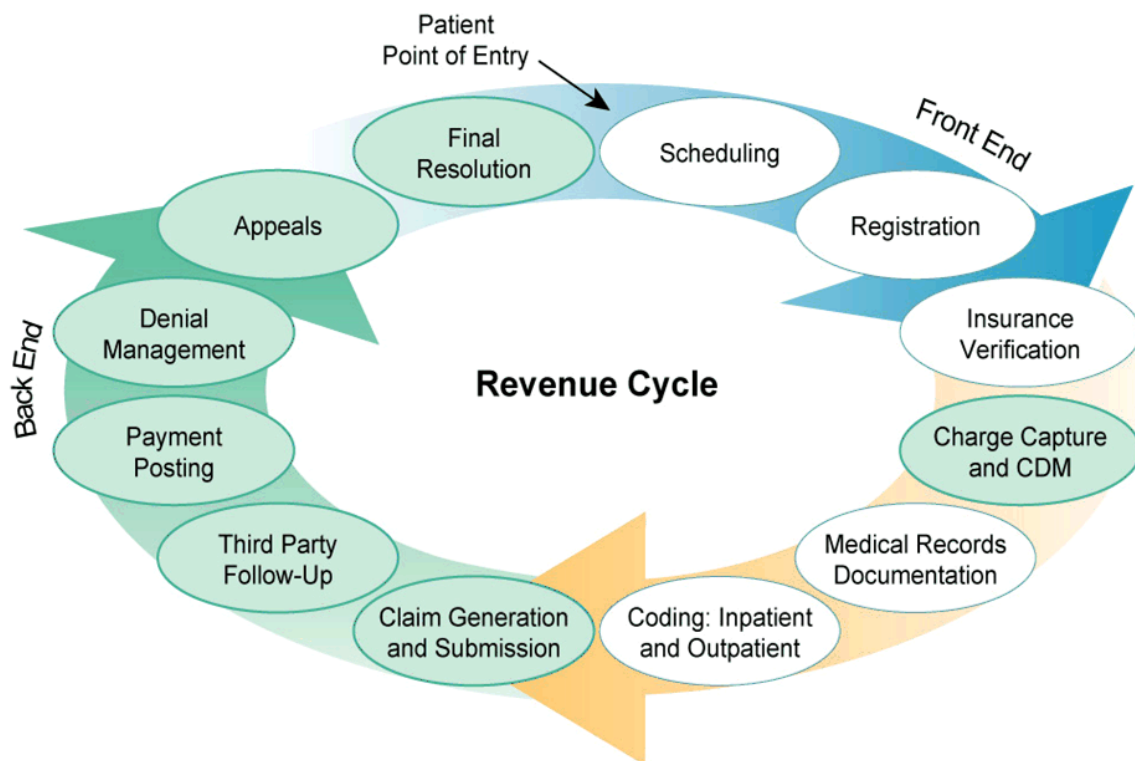 Patient
Point of Entry
Front End
Final
Resolution
Scheduling
Appeals
Registration
Denial
Management
Insurance
Verification
Back End
Revenue Cycle
Payment
Posting
Charge Capture
and CDM
Third Party
Follow-Up
Medical Records
Documentation
Claim Generation
and Submission
Coding: Inpatient
and Outpatient